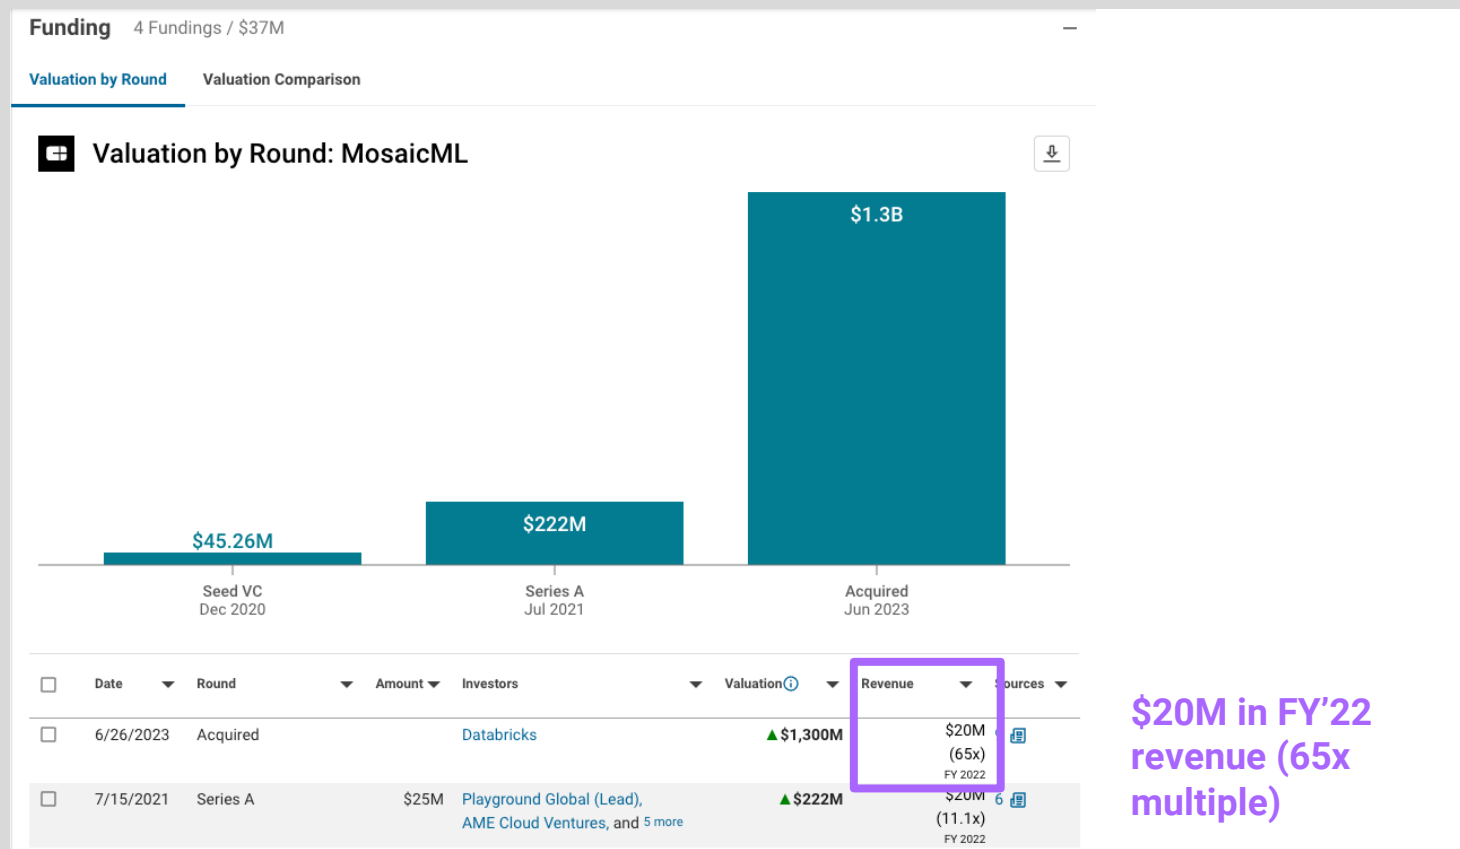 Funding 4 Fundings / $37M
Valuation by Round Valuation Comparison
Valuation by Round: MosaicML
$1.3B
$222M
$45.26M
Seed VC Series A Acquired
Dec 2020 Jul 2021 Jun 2023
Date Round Amount Investors Valuation Revenue Sources
6/26/2023 Acquired Databricks ▲$1,300M $20M
(65x)
FY 2022
7/15/2021 Series A $25M Playground Global (Lead), ▲$222M $20M 6
AME Cloud Ventures, and 5 more (11.1x)
FY 2022
$20M in FY’22
revenue (65x
multiple)